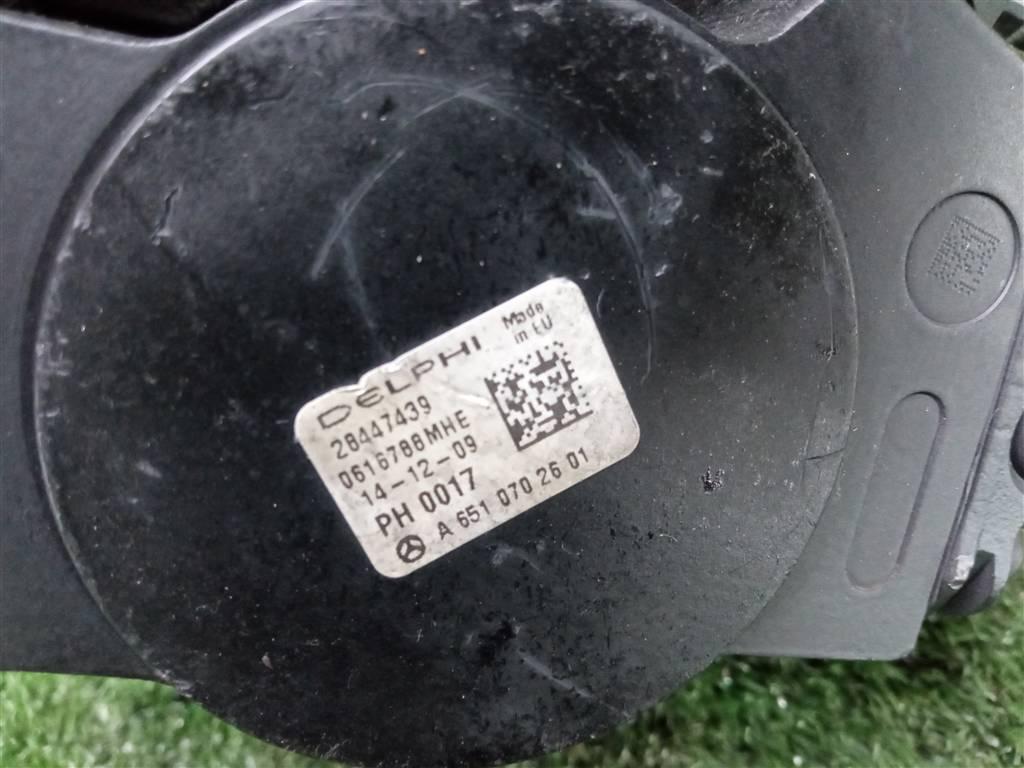 DELPHI
Made
in EU
28447439
0616788MHE
14-12-09
PH 0017
A 651 070 26 01